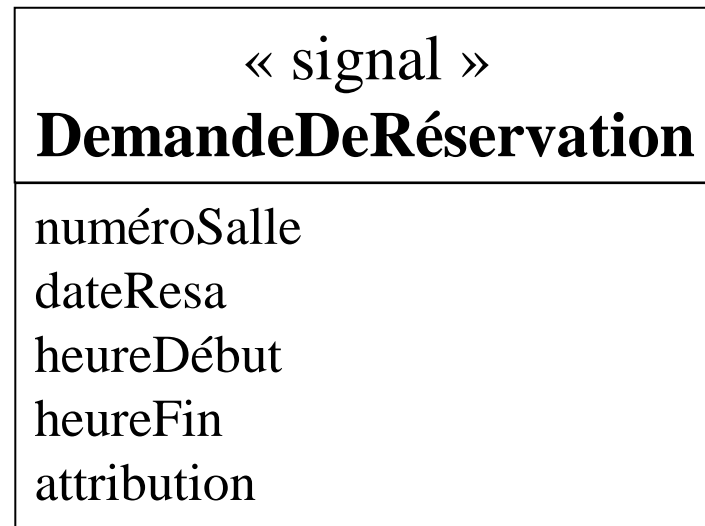 « signal »
DemandeDeRéservation
numéroSalle
dateResa
heureDébut
heureFin
attribution